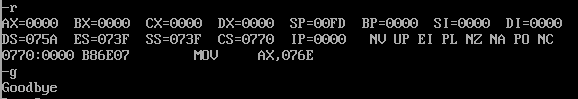 -r
AX=0000 BX=0000 CX=0000 DX=0000 SP=00FD BP=0000 SI=0000 DI=0000
DS=075A ES=073F SS=073F CS=0770 IP=0000 NV UP EI PL NZ NA PO NC
0770:0000 B86E07 MOV AX,076E
-g
Goodbye